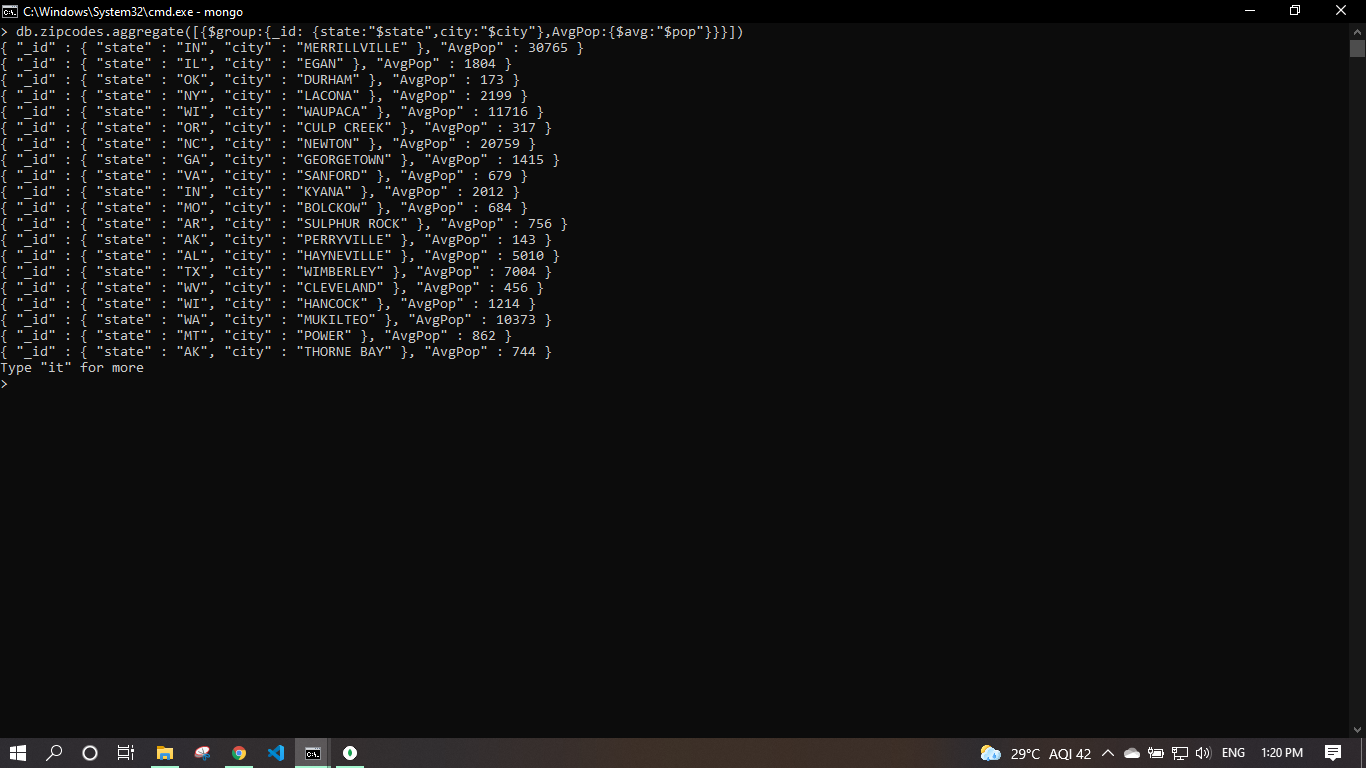 C:\Windows\System32\cmd.exe - mongo
> db.zipcodes.aggregate([{$group:{_id: {state:"$state",city:"$city"},AvgPop:{$avg:"$pop"}}}])
{ "_id" : { "state" : "IN", "city" : "MERRILLVILLE" }, "AvgPop" : 30765 }
{ "_id" : { "state" : "IL", "city" : "EGAN" }, "AvgPop" : 1804 }
{ "_id" : { "state" : "OK", "city" : "DURHAM" }, "AvgPop" : 173 }
{ "_id" : { "state" : "NY", "city" : "LACONA" }, "AvgPop" : 2199 }
{ "_id" : { "state" : "WI", "city" : "WAUPACA" }, "AvgPop" : 11716 }
{ "_id" : { "state" : "OR", "city" : "CULP CREEK" }, "AvgPop" : 317 }
{ "_id" : { "state" : "NC", "city" : "NEWTON" }, "AvgPop" : 20759 }
{ "_id" : { "state" : "GA", "city" : "GEORGETOWN" }, "AvgPop" : 1415 }
{ "_id" : { "state" : "VA", "city" : "SANFORD" }, "AvgPop" : 679 }
{ "_id" : { "state" : "IN", "city" : "KYANA" }, "AvgPop" : 2012 }
{ "_id" : { "state" : "MO", "city" : "BOLCKOW" }, "AvgPop" : 684 }
{ "_id" : { "state" : "AR", "city" : "SULPHUR ROCK" }, "AvgPop" : 756 }
{ "_id" : { "state" : "AK", "city" : "PERRYVILLE" }, "AvgPop" : 143 }
{ "_id" : { "state" : "AL", "city" : "HAYNEVILLE" }, "AvgPop" : 5010 }
{ "_id" : { "state" : "TX", "city" : "WIMBERLEY" }, "AvgPop" : 7004 }
{ "_id" : { "state" : "WV", "city" : "CLEVELAND" }, "AvgPop" : 456 }
{ "_id" : { "state" : "WI", "city" : "HANCOCK" }, "AvgPop" : 1214 }
{ "_id" : { "state" : "WA", "city" : "MUKILTEO" }, "AvgPop" : 10373 }
{ "_id" : { "state" : "MT", "city" : "POWER" }, "AvgPop" : 862 }
{ "_id" : { "state" : "AK", "city" : "THORNE BAY" }, "AvgPop" : 744 }
Type "it" for more
>
29°C AQI 42 ENG 1:20 PM